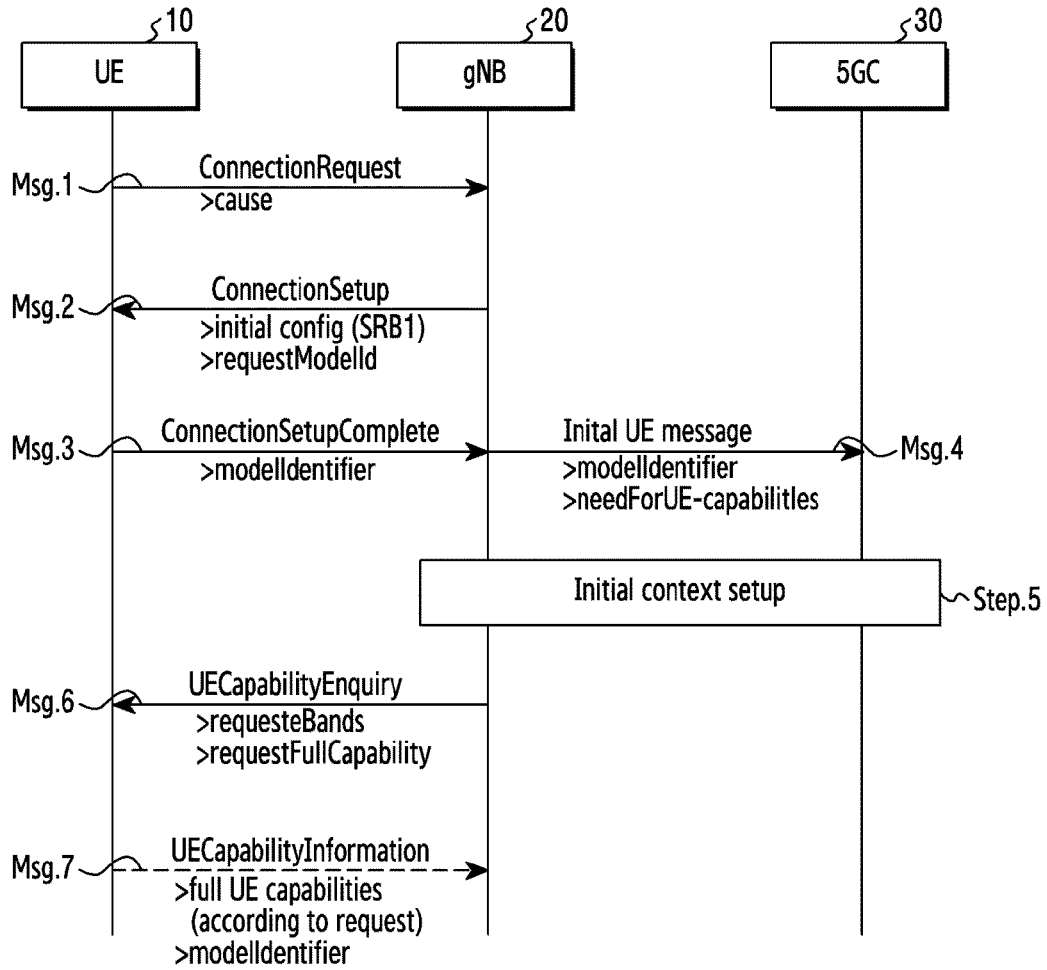 10
20
30
UE
gNB
5GC
Msg.1
ConnectionRequest
>cause
Msg.2
ConnectionSetup
>initial config (SRB1)
>requestModelId
Msg.3
ConnectionSetupComplete
>modelIdentifier
Inital UE message
>modelIdentifier
>needForUE-capabilitles
Msg.4
Initial context setup
Step.5
Msg.6
UECapabilityEnquiry
>requesteBands
>requestFullCapability
Msg.7
UECapabilityInformation
>full UE capabilities
(according to request)
>modelIdentifier